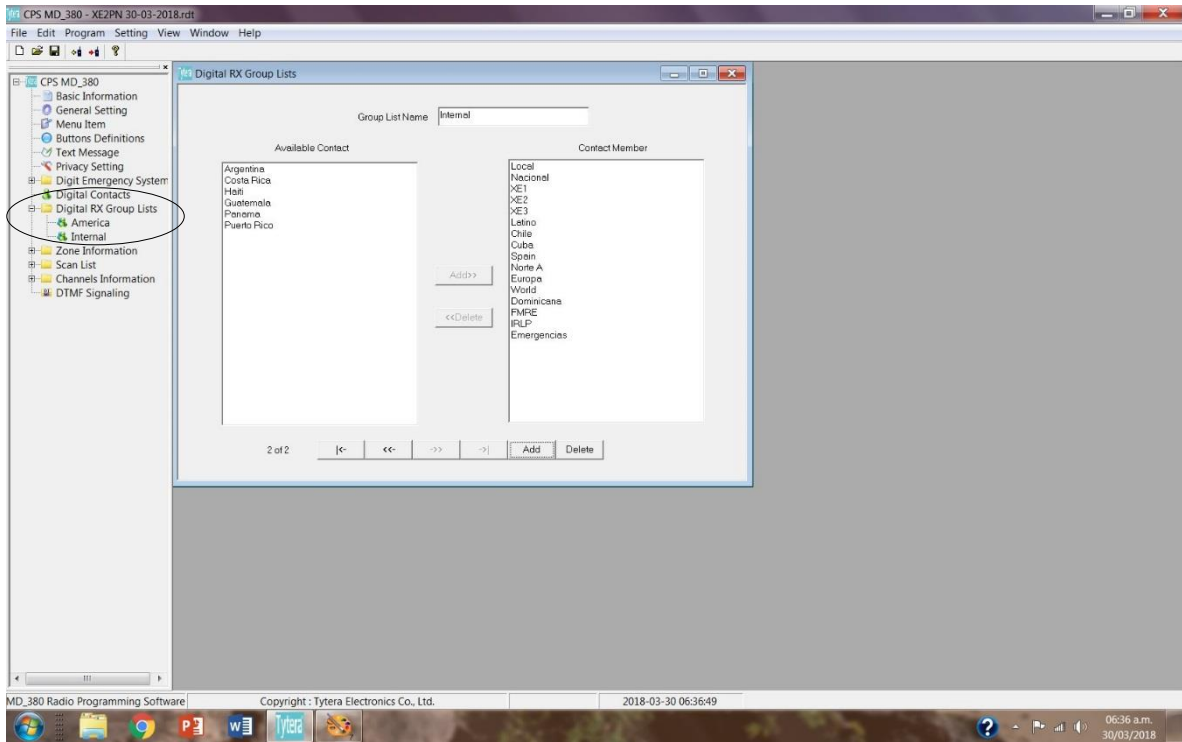 CPS MD_380 - XE2PN 30-03-2018.rdt
File Edit Program Setting View Window Help
CPS MD_380
Basic Information
General Setting
Menu Item
Buttons Definitions
Text Message
Privacy Setting
Digit Emergency System
Digital Contacts
Digital RX Group Lists
America
Internal
Zone Information
Scan List
Channels Information
DTMF Signaling
Digital RX Group Lists
Group List Name Internal
Available Contact
Argentina
Costa Rica
Haiti
Guatemala
Panama
Puerto Rico
Add>>
<<Delete
Contact Member
Local
Nacional
XE1
XE2
XE3
Latino
Chile
Cuba
Spain
Norte A
Europa
World
Dominicana
FMRE
IRLP
Emergencias
2 of 2 |<- <<- ->> ->| Add Delete
MD_380 Radio Programming Software Copyright : Tytera Electronics Co., Ltd. 2018-03-30 06:36:49
Tytera
06:36 a.m.
30/03/2018